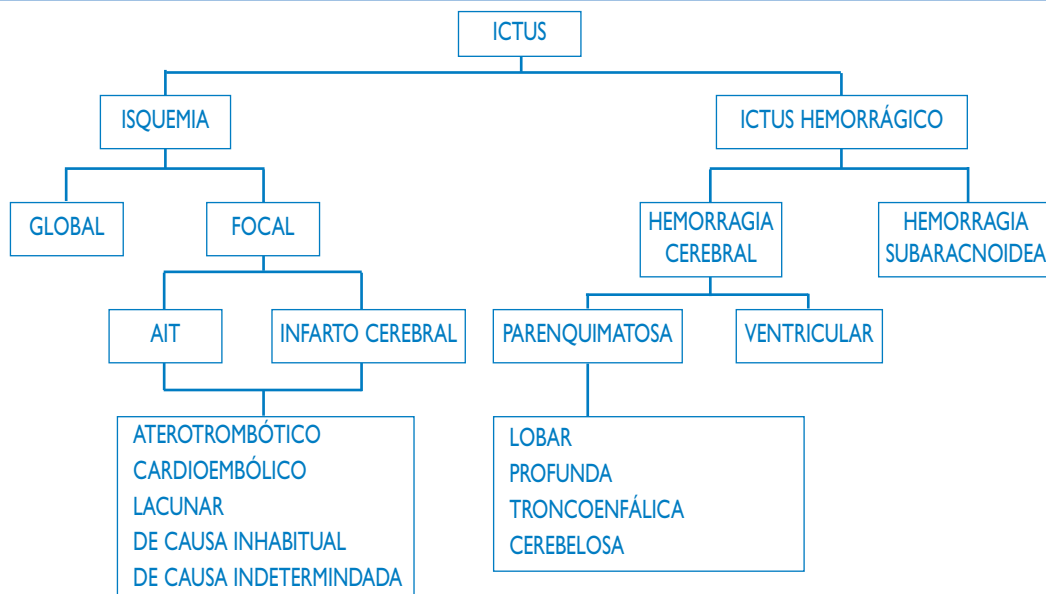 ICTUS
ISQUEMIA
ICTUS HEMORRÁGICO
GLOBAL
FOCAL
HEMORRAGIA
CEREBRAL
HEMORRAGIA
SUBARACNOIDEA
AIT
INFARTO CEREBRAL
PARENQUIMATOSA
VENTRICULAR
ATEROTROMBÓTICO
CARDIOEMBÓLICO
LACUNAR
DE CAUSA INHABITUAL
DE CAUSA INDETERMINDADA
LOBAR
PROFUNDA
TRONCOENFÁLICA
CEREBELOSA